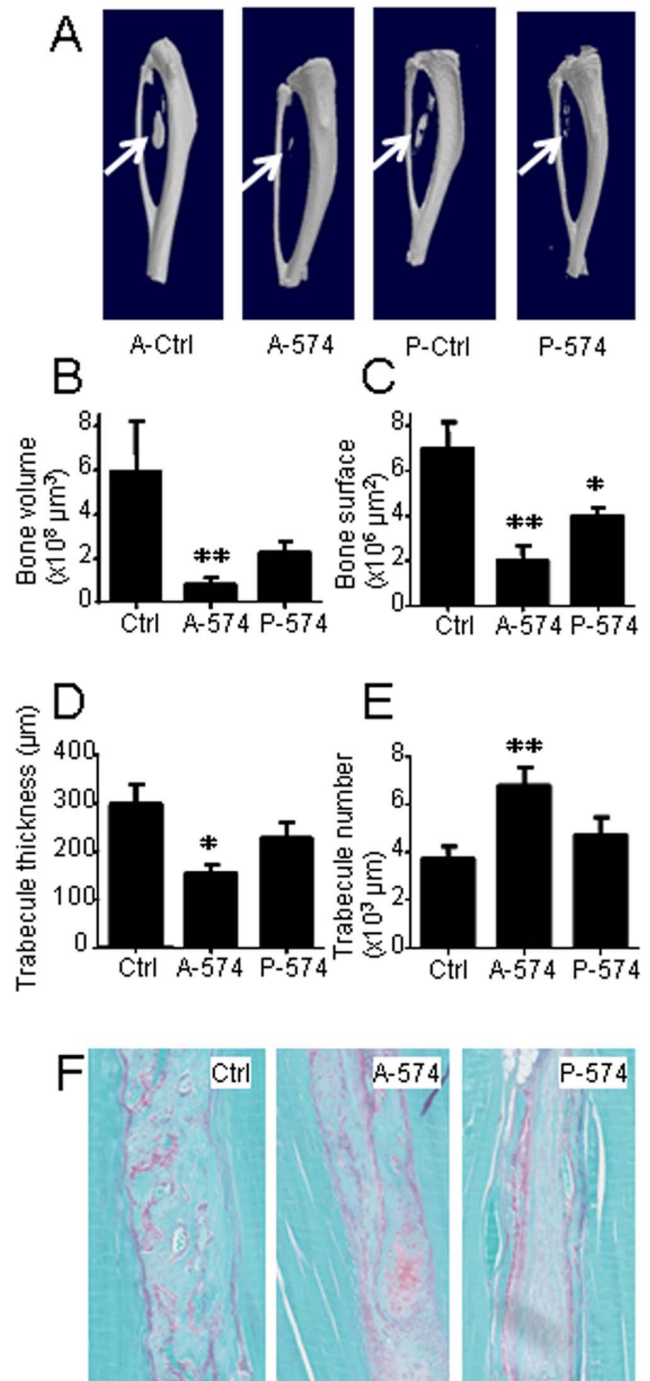 A
A-Ctrl A-574 P-Ctrl P-574
B
Bone volume
(x10⁸ µm³)
8
6
4
2
0
Ctrl A-574 P-574
**
C
Bone surface
(x10⁶ µm²)
8
6
4
2
0
Ctrl A-574 P-574
**
*
D
Trabecule thickness (µm)
400
300
200
100
0
Ctrl A-574 P-574
*
E
Trabecule number
(x10³ µm)
8
6
4
0
Ctrl A-574 P-574
**
F
Ctrl
A-574
P-574